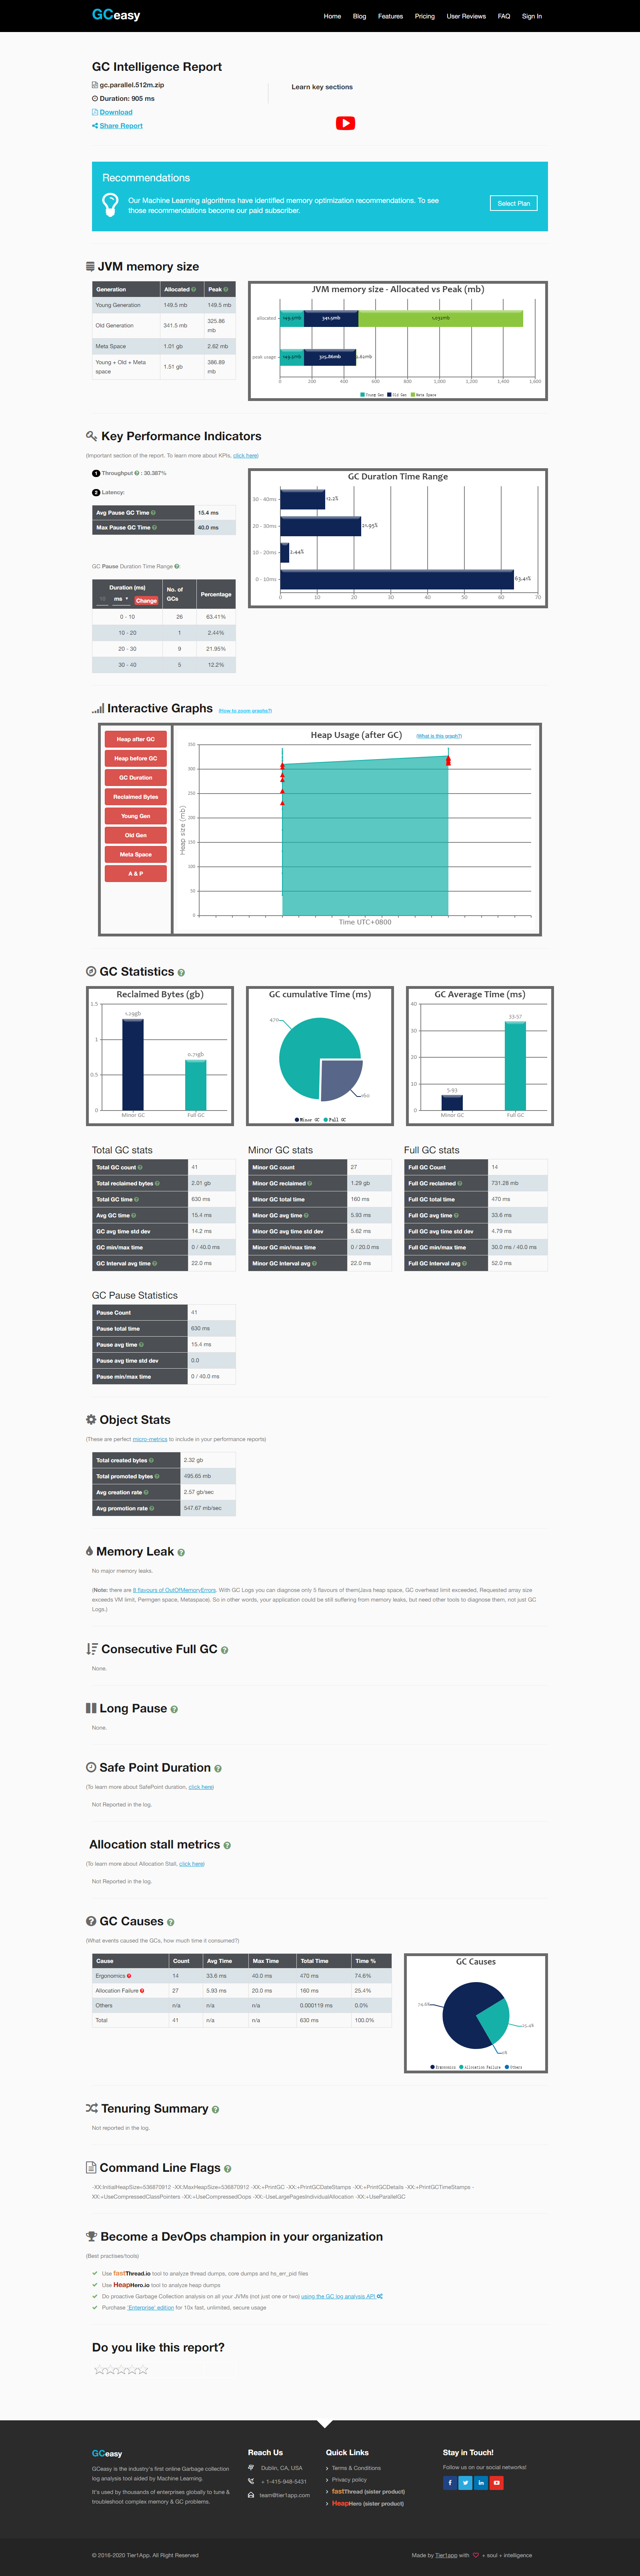 GCeasy
Home Blog Features Pricing User Reviews FAQ Sign In
GC Intelligence Report
gc.parallel.512m.zip
Duration: 905 ms
Download
Share Report
Learn key sections
Recommendations
Our Machine Learning algorithms have identified memory optimization recommendations. To see
those recommendations become our paid subscriber.
Select Plan
JVM memory size
Generation Allocated Peak
Young Generation 149.5 mb 149.5 mb
Old Generation 341.5 mb 325.86 mb
Meta Space 1.01 gb 2.62 mb
Young + Old + Meta space 1.51 gb 386.89 mb
JVM memory size - Allocated vs Peak (mb)
allocated 149.5mb 341.5mb 1,032mb
peak usage 149.5mb 325.86mb 2.62mb
0 200 400 600 800 1,000 1,200 1,400 1,600
Young Gen Old Gen Meta Space
Key Performance Indicators
(Important section of the report. To learn more about KPIs, click here)
1 Throughput : 30.387%
2 Latency:
Avg Pause GC Time 15.4 ms
Max Pause GC Time 40.0 ms
GC Pause Duration Time Range :
Duration (ms) No. of GCs Percentage
ms Change
0 - 10 26 63.41%
10 - 20 1 2.44%
20 - 30 9 21.95%
30 - 40 5 12.2%
GC Duration Time Range
30 - 40ms 12.2%
20 - 30ms 21.95%
10 - 20ms 2.44%
0 - 10ms 63.41%
0 10 20 30 40 50 60 70
Interactive Graphs (How to zoom graphs?)
Heap after GC
Heap before GC
GC Duration
Reclaimed Bytes
Young Gen
Old Gen
Meta Space
A & P
Heap Usage (after GC) (What is this graph?)
Heap size (mb)
350
300
250
200
150
100
50
0
Time UTC+0800
GC Statistics
Reclaimed Bytes (gb)
1.5
1
0.5
0
1.29gb
0.71gb
Minor GC Full GC
GC cumulative Time (ms)
470
160
Minor GC Full GC
GC Average Time (ms)
40
30
20
10
0
5.93
33.57
Minor GC Full GC
Total GC stats
Total GC count 41
Total reclaimed bytes 2.01 gb
Total GC time 630 ms
Avg GC time 15.4 ms
GC avg time std dev 14.2 ms
GC min/max time 0 / 40.0 ms
GC Interval avg time 22.0 ms
Minor GC stats
Minor GC count 27
Minor GC reclaimed 1.29 gb
Minor GC total time 160 ms
Minor GC avg time 5.93 ms
Minor GC avg time std dev 5.62 ms
Minor GC min/max time 0 / 20.0 ms
Minor GC Interval avg 22.0 ms
Full GC stats
Full GC Count 14
Full GC reclaimed 731.28 mb
Full GC total time 470 ms
Full GC avg time 33.6 ms
Full GC avg time std dev 4.79 ms
Full GC min/max time 30.0 ms / 40.0 ms
Full GC Interval avg 52.0 ms
GC Pause Statistics
Pause Count 41
Pause total time 630 ms
Pause avg time 15.4 ms
Pause avg time std dev 0.0
Pause min/max time 0 / 40.0 ms
Object Stats
(These are perfect micro-metrics to include in your performance reports)
Total created bytes 2.32 gb
Total promoted bytes 495.65 mb
Avg creation rate 2.57 gb/sec
Avg promotion rate 547.67 mb/sec
Memory Leak
No major memory leaks.
(Note: there are 8 flavours of OutOfMemoryErrors. With GC Logs you can diagnose only 5 flavours of them(Java heap space, GC overhead limit exceeded, Requested array size
exceeds VM limit, Permgen space, Metaspace). So in other words, your application could be still suffering from memory leaks, but need other tools to diagnose them, not just GC
Logs.)
Consecutive Full GC
None.
Long Pause
None.
Safe Point Duration
(To learn more about SafePoint duration, click here)
Not Reported in the log.
Allocation stall metrics
(To learn more about Allocation Stall, click here)
Not Reported in the log.
GC Causes
(What events caused the GCs, how much time it consumed?)
Cause Count Avg Time Max Time Total Time Time %
Ergonomics 14 33.6 ms 40.0 ms 470 ms 74.6%
Allocation Failure 27 5.93 ms 20.0 ms 160 ms 25.4%
Others n/a n/a n/a 0.000119 ms 0.0%
Total 41 n/a n/a 630 ms 100.0%
GC Causes
74.6%
25.4%
0%
Ergonomics Allocation Failure Others
Tenuring Summary
Not reported in the log.
Command Line Flags
-XX:InitialHeapSize=536870912 -XX:MaxHeapSize=536870912 -XX:+PrintGC -XX:+PrintGCDateStamps -XX:+PrintGCDetails -XX:+PrintGCTimeStamps -
XX:+UseCompressedClassPointers -XX:+UseCompressedOops -XX:-UseLargePagesIndividualAllocation -XX:+UseParallelGC
Become a DevOps champion in your organization
(Best practises/tools)
Use fastThread.io tool to analyze thread dumps, core dumps and hs_err_pid files
Use HeapHero.io tool to analyze heap dumps
Do proactive Garbage Collection analysis on all your JVMs (not just one or two) using the GC log analysis API
Purchase 'Enterprise' edition for 10x fast, unlimited, secure usage
Do you like this report?
GCeasy
GCeasy is the industry's first online Garbage collection
log analysis tool aided by Machine Learning.
It's used by thousands of enterprises globally to tune &
troubleshoot complex memory & GC problems.
Reach Us
Dublin, CA, USA
+ 1-415-948-5431
team@tier1app.com
Quick Links
Terms & Conditions
Privacy policy
fastThread (sister product)
HeapHero (sister product)
Stay in Touch!
Follow us on our social networks!
© 2016-2020 Tier1App. All Right Reserved
Made by Tier1app with + soul + intelligence